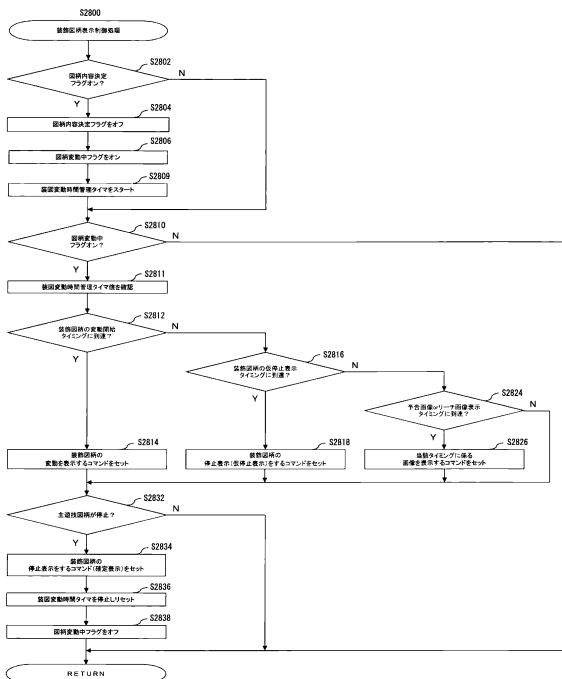 S2800
装飾図柄表示制御処理
S2802
図柄内容決定
フラグオン?
N
Y
S2804
図柄内容決定フラグをオフ
S2806
図柄変動中フラグをオン
S2809
装図変動時間管理タイマをスタート
S2810
図柄変動中
フラグオン?
N
Y
S2811
装図変動時間管理タイマ値を確認
S2812
装飾図柄の変動開始
タイミングに到達?
N
Y
S2816
装飾図柄の仮停止表示
タイミングに到達?
N
Y
S2824
予告画像orリーチ画像表示
タイミングに到達?
N
Y
S2814
装飾図柄の
変動を表示するコマンドをセット
S2818
装飾図柄の
停止表示(仮停止表示)をするコマンドをセット
S2826
当該タイミングに係る
画像を表示するコマンドをセット
S2832
主遊技図柄が停止?
N
Y
S2834
装飾図柄の
停止表示をするコマンド(確定表示)をセット
S2836
装図変動時間タイマを停止しリセット
S2838
図柄変動中フラグをオフ
RETURN